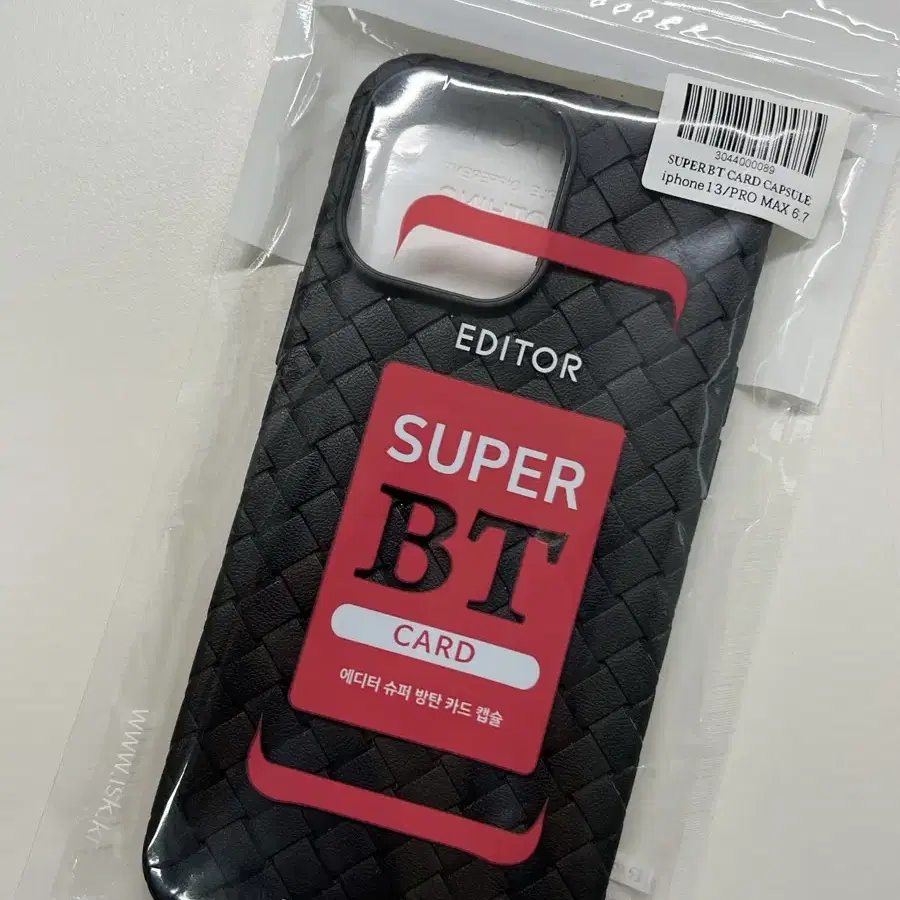 3044000089
SUPER BT CARD CAPSULE
iphone13/PRO MAX 6.7
EDITOR
SUPER
BT
CARD
에디터 슈퍼 방탄 카드 캡슐
www.isk.kr